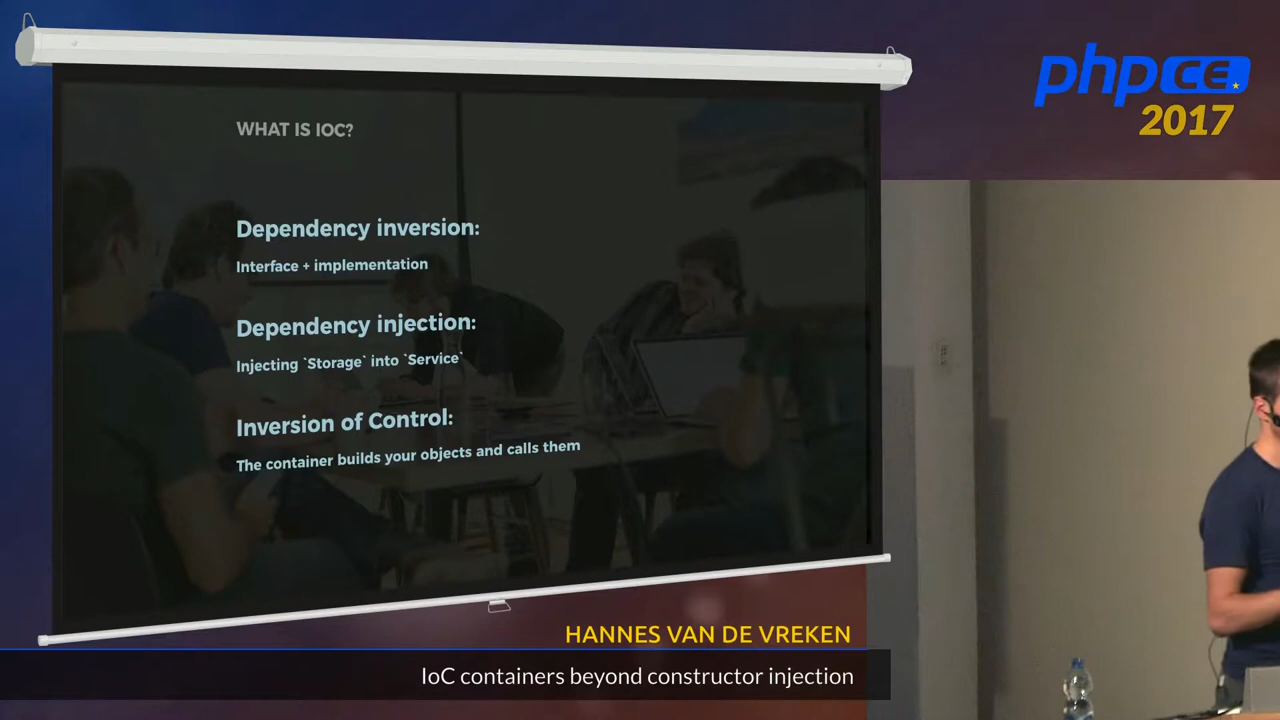 WHAT IS IOC?
Dependency inversion:
Interface + implementation
Dependency injection:
Injecting `Storage` into `Service`
Inversion of Control:
The container builds your objects and calls them
phpCE
2017
HANNES VAN DE VREKEN
IoC containers beyond constructor injection